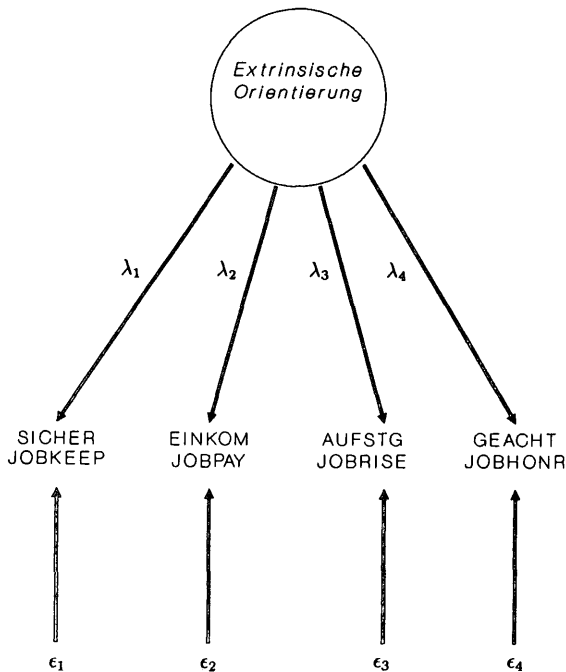 Extrinsische
Orientierung
λ1 λ2 λ3 λ4
SICHER EINKOM AUFSTG GEACHT
JOBKEEP JOBPAY JOBRISE JOBHONR
ϵ1 ϵ2 ϵ3 ϵ4